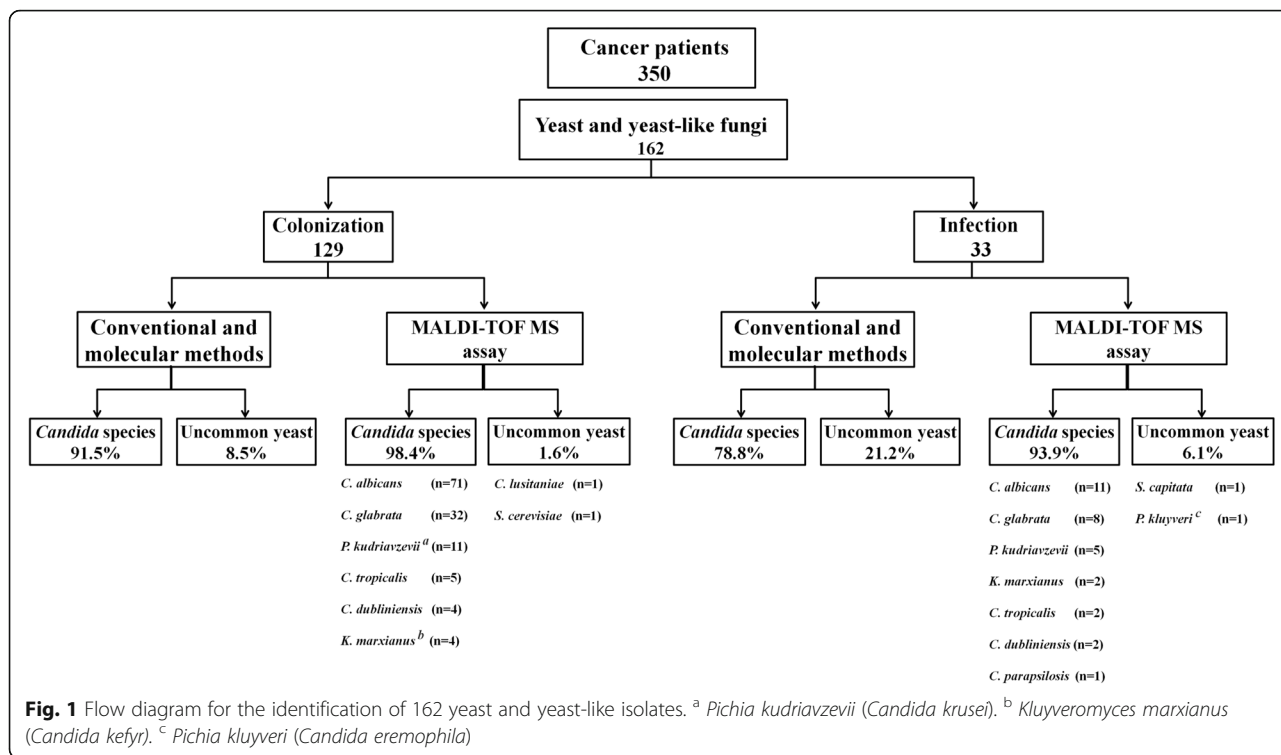 Cancer patients
350
Yeast and yeast-like fungi
162
Colonization
129
Infection
33
Conventional and
molecular methods
MALDI-TOF MS
assay
Conventional and
molecular methods
MALDI-TOF MS
assay
Candida species
91.5%
Uncommon yeast
8.5%
Candida species
98.4%
Uncommon yeast
1.6%
Candida species
78.8%
Uncommon yeast
21.2%
Candida species
93.9%
Uncommon yeast
6.1%
C. albicans (n=71)
C. glabrata (n=32)
P. kudriavzevii a (n=11)
C. tropicalis (n=5)
C. dubliniensis (n=4)
K. marxianus b (n=4)
C. lusitaniae (n=1)
S. cerevisiae (n=1)
C. albicans (n=11)
C. glabrata (n=8)
P. kudriavzevii (n=5)
K. marxianus (n=2)
C. tropicalis (n=2)
C. dubliniensis (n=2)
C. parapsilosis (n=1)
S. capitata (n=1)
P. kluyveri c (n=1)
Fig. 1 Flow diagram for the identification of 162 yeast and yeast-like isolates. a Pichia kudriavzevii (Candida krusei). b Kluyveromyces marxianus
(Candida kefyr). c Pichia kluyveri (Candida eremophila)